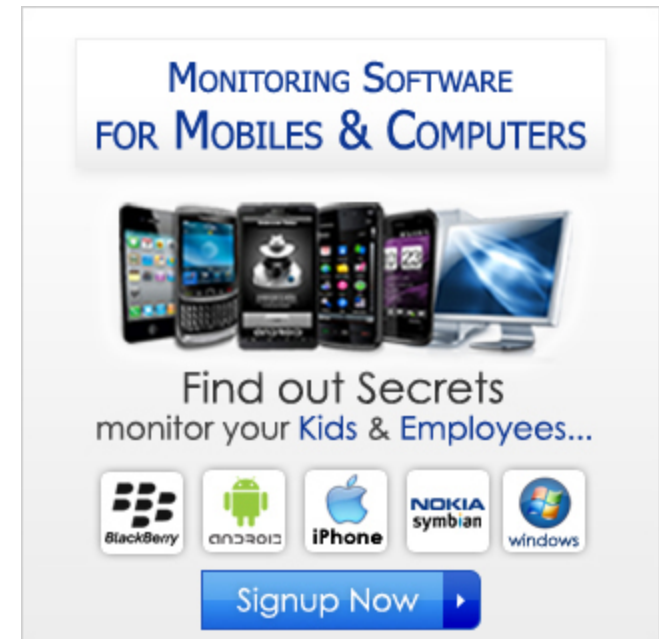 MONITORING SOFTWARE
FOR MOBILES & COMPUTERS
Find out Secrets
monitor your Kids & Employees...
BlackBerry
ANDROID
iPhone
NOKIA
symbian
windows
Signup Now